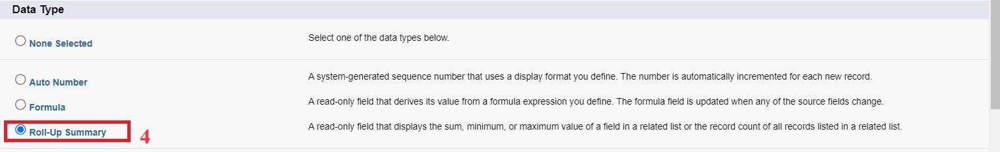 Data Type
None Selected Select one of the data types below.
Auto Number A system-generated sequence number that uses a display format you define. The number is automatically incremented for each new record.
Formula A read-only field that derives its value from a formula expression you define. The formula field is updated when any of the source fields change.
Roll-Up Summary 4 A read-only field that displays the sum, minimum, or maximum value of a field in a related list or the record count of all records listed in a related list.